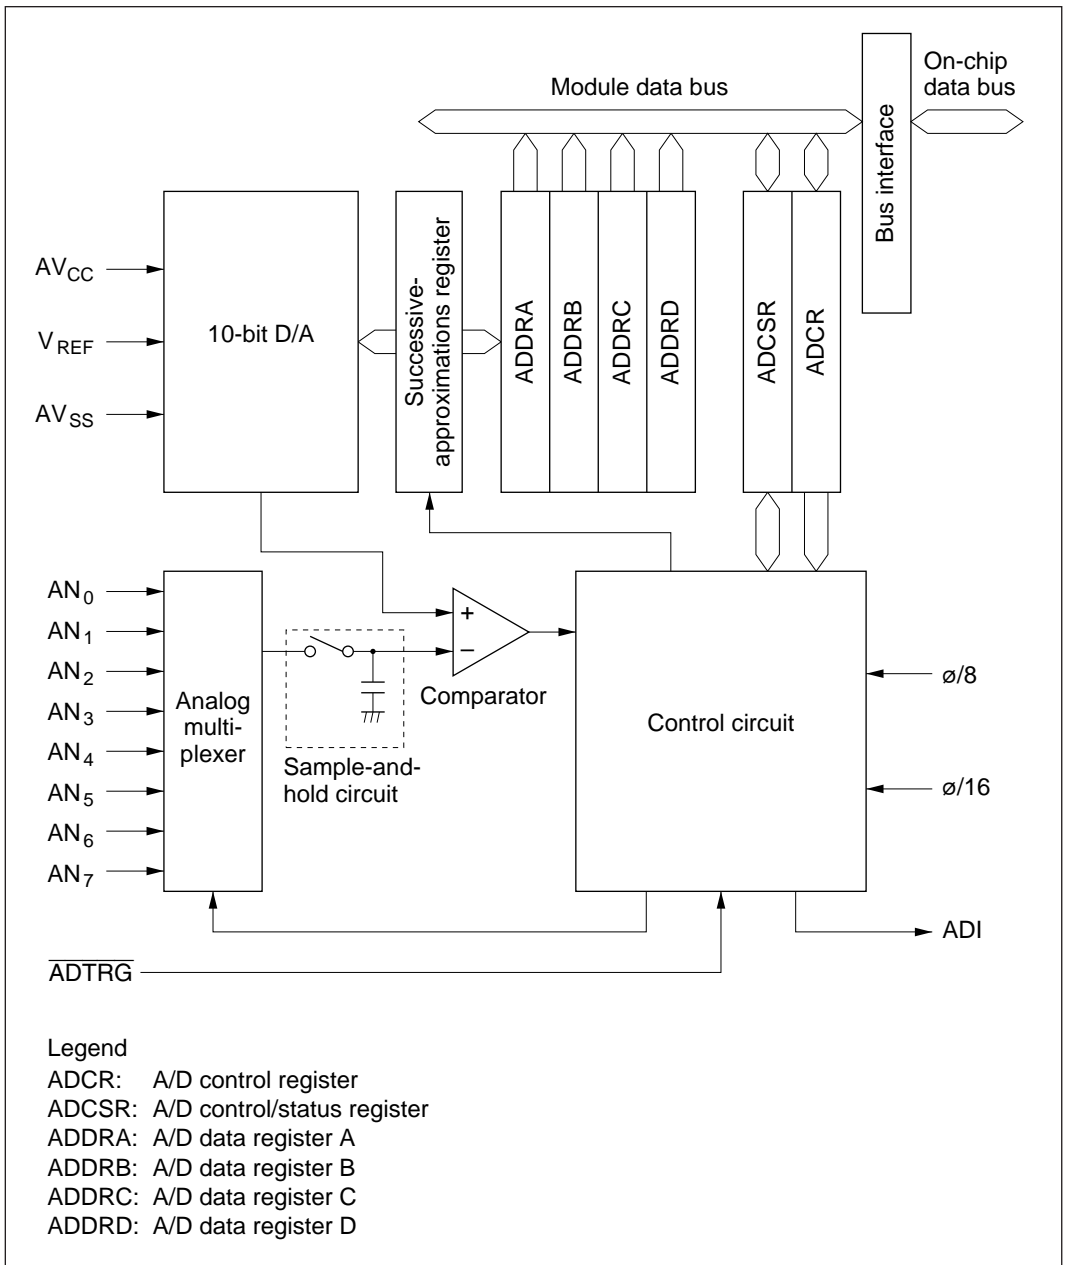 On-chip
data bus
Module data bus
Bus interface
AVCC
VREF
AVSS
10-bit D/A
Successive-
approximations register
ADDRA
ADDRB
ADDRC
ADDRD
ADCSR
ADCR
AN0
AN1
AN2
AN3
AN4
AN5
AN6
AN7
Analog
multi-
plexer
+
−
Comparator
Sample-and-
hold circuit
Control circuit
ø/8
ø/16
ADI
ADTRG
Legend
ADCR: A/D control register
ADCSR: A/D control/status register
ADDRA: A/D data register A
ADDRB: A/D data register B
ADDRC: A/D data register C
ADDRD: A/D data register D